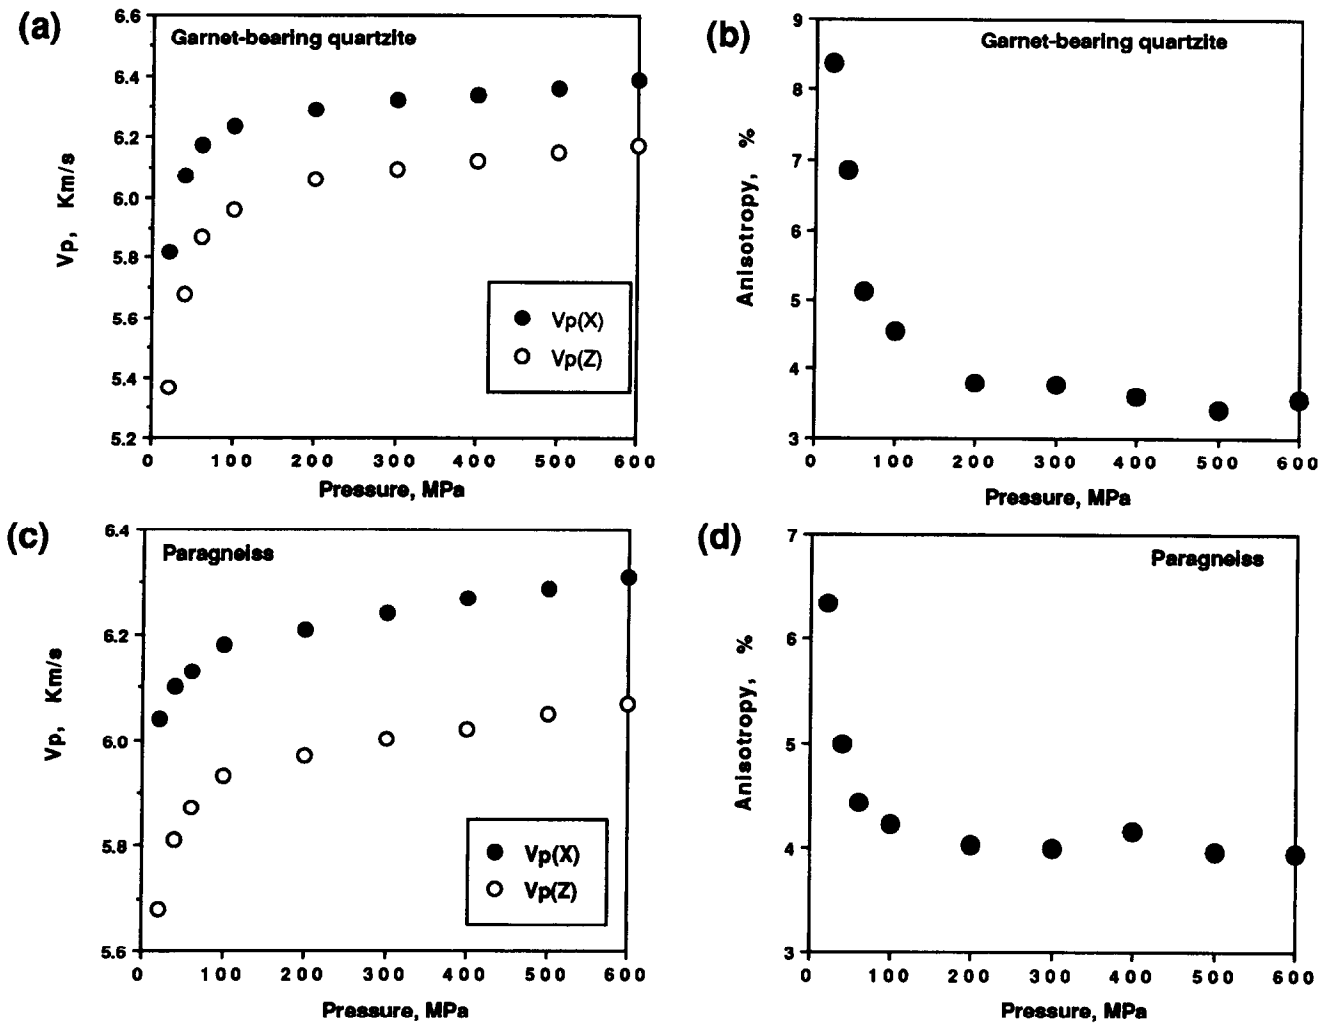 (a)
Garnet-bearing quartzite
6.6
6.4
6.2
6.0
5.8
5.6
5.4
5.2
Vp, Km/s
Vp(X)
Vp(Z)
0 100 200 300 400 500 600
Pressure, MPa
(b)
Garnet-bearing quartzite
9
8
7
6
5
4
3
Anisotropy, %
0 100 200 300 400 500 600
Pressure, MPa
(c)
Paragneiss
6.4
6.2
6.0
5.8
5.6
Vp, Km/s
Vp(X)
Vp(Z)
0 100 200 300 400 500 600
Pressure, MPa
(d)
Paragneiss
7
6
5
4
3
Anisotropy, %
0 100 200 300 400 500 600
Pressure, MPa